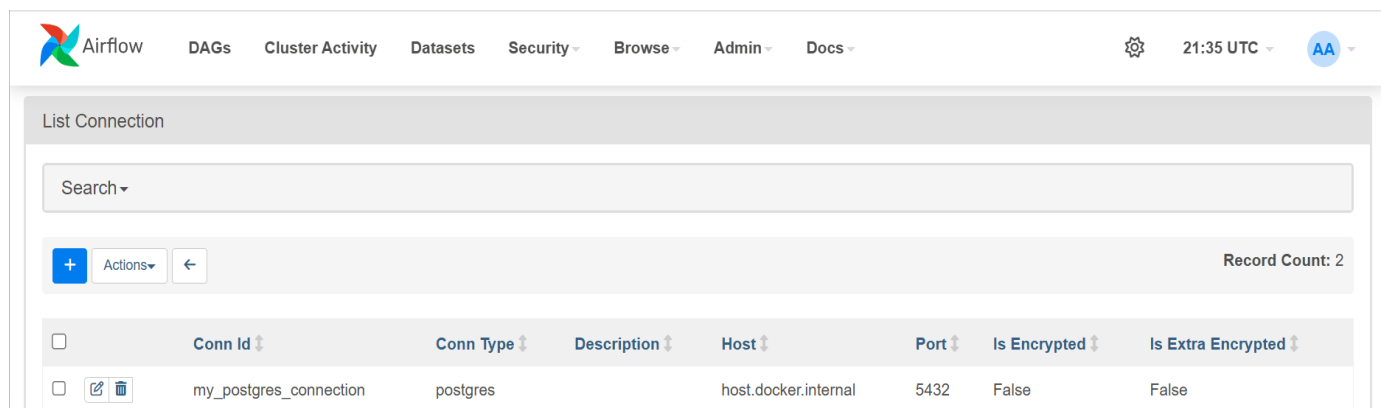 Airflow DAGs Cluster Activity Datasets Security Browse Admin Docs 21:35 UTC AA
List Connection
Search
+ Actions ← Record Count: 2
Conn Id Conn Type Description Host Port Is Encrypted Is Extra Encrypted
my_postgres_connection postgres host.docker.internal 5432 False False